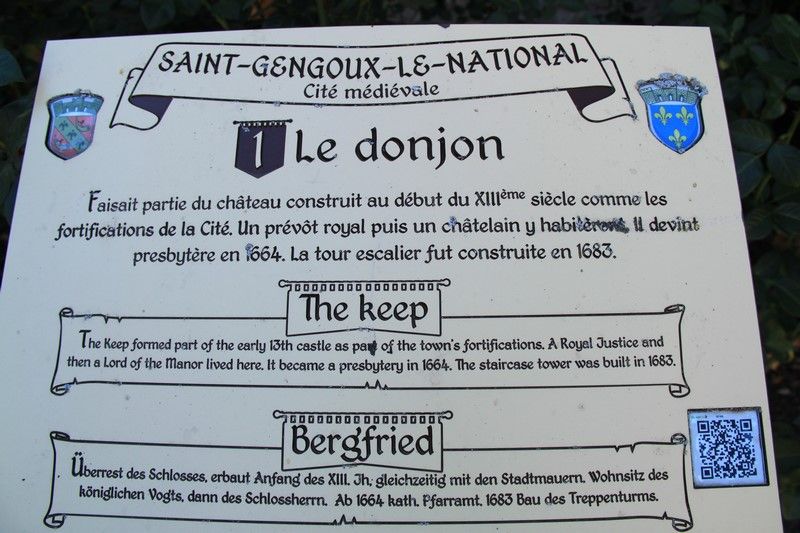 SAINT-GENGOUX-LE-NATIONAL
Cité médiévale
1 Le donjon
Faisait partie du château construit au début du XIIIème siècle comme les
fortifications de la Cité. Un prévôt royal puis un châtelain y habitèrent. Il devint
presbytère en 1664. La tour escalier fut construite en 1683.
The keep
The Keep formed part of the early 13th castle as part of the town's fortifications. A Royal Justice and
then a Lord of the Manor lived here. It became a presbytery in 1664. The staircase tower was built in 1683.
Bergfried
Überrest des Schlosses, erbaut Anfang des XIII. Jh, gleichzeitig mit den Stadtmauern. Wohnsitz des
königlichen Vogts, dann des Schlossherrn. Ab 1664 kath. Pfarramt. 1683 Bau des Treppenturms.